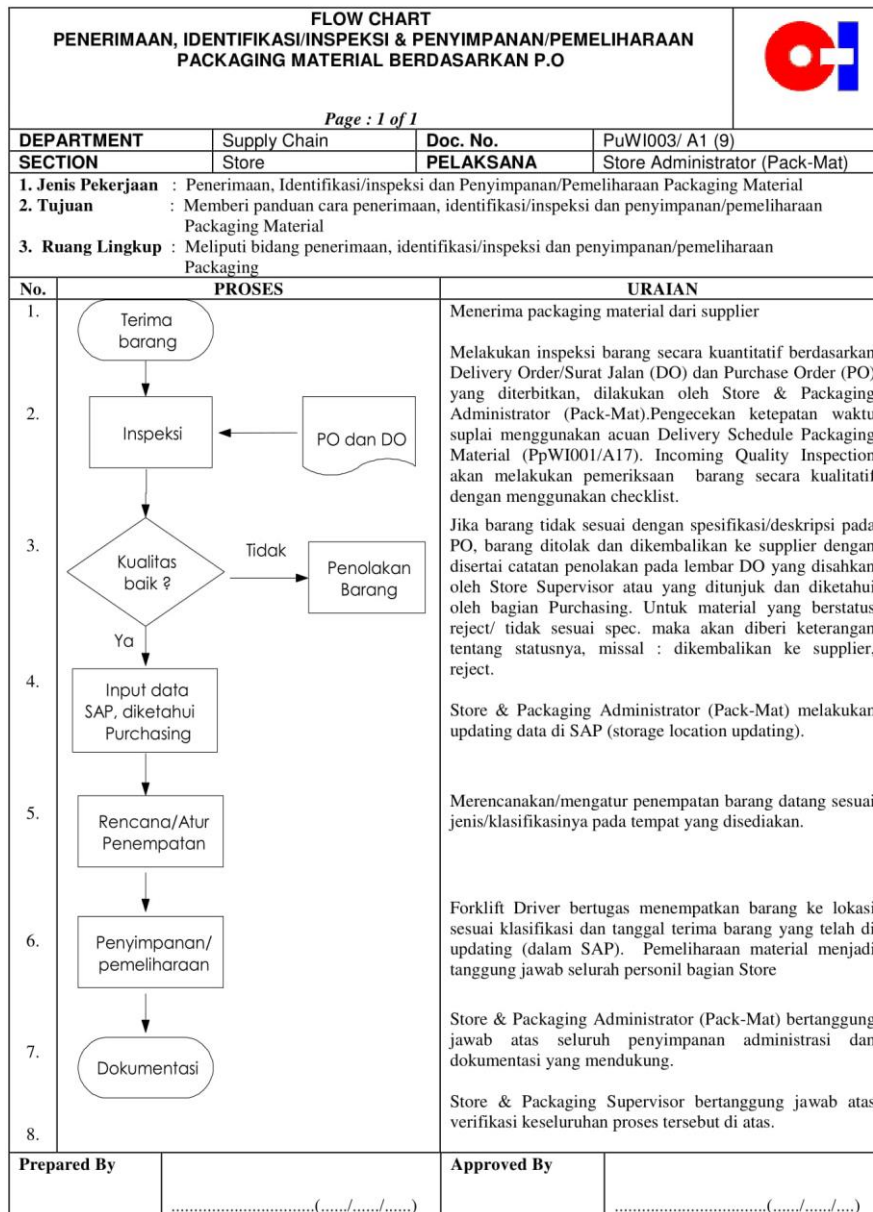 FLOW CHART
PENERIMAAN, IDENTIFIKASI/INSPEKSI & PENYIMPANAN/PEMELIHARAAN
PACKAGING MATERIAL BERDASARKAN P.O
Page : 1 of 1
DEPARTMENT Supply Chain Doc. No. PuWI003/ A1 (9)
SECTION Store PELAKSANA Store Administrator (Pack-Mat)
1. Jenis Pekerjaan : Penerimaan, Identifikasi/inspeksi dan Penyimpanan/Pemeliharaan Packaging Material
2. Tujuan : Memberi panduan cara penerimaan, identifikasi/inspeksi dan penyimpanan/pemeliharaan
Packaging Material
3. Ruang Lingkup : Meliputi bidang penerimaan, identifikasi/inspeksi dan penyimpanan/pemeliharaan
Packaging
No. PROSES URAIAN
1.
Terima
barang
Menerima packaging material dari supplier
2.
Inspeksi
PO dan DO
Melakukan inspeksi barang secara kuantitatif berdasarkan
Delivery Order/Surat Jalan (DO) dan Purchase Order (PO)
yang diterbitkan, dilakukan oleh Store & Packaging
Administrator (Pack-Mat).Pengecekan ketepatan waktu
suplai menggunakan acuan Delivery Schedule Packaging
Material (PpWI001/A17). Incoming Quality Inspection
akan melakukan pemeriksaan barang secara kualitatif
dengan menggunakan checklist.
3.
Kualitas
baik ?
Tidak
Penolakan
Barang
Ya
Jika barang tidak sesuai dengan spesifikasi/deskripsi pada
PO, barang ditolak dan dikembalikan ke supplier dengan
disertai catatan penolakan pada lembar DO yang disahkan
oleh Store Supervisor atau yang ditunjuk dan diketahui
oleh bagian Purchasing. Untuk material yang berstatus
reject/ tidak sesuai spec. maka akan diberi keterangan
tentang statusnya, missal : dikembalikan ke supplier,
reject.
4.
Input data
SAP, diketahui
Purchasing
Store & Packaging Administrator (Pack-Mat) melakukan
updating data di SAP (storage location updating).
5.
Rencana/Atur
Penempatan
Merencanakan/mengatur penempatan barang datang sesuai
jenis/klasifikasinya pada tempat yang disediakan.
6.
Penyimpanan/
pemeliharaan
Forklift Driver bertugas menempatkan barang ke lokasi
sesuai klasifikasi dan tanggal terima barang yang telah di
updating (dalam SAP). Pemeliharaan material menjadi
tanggung jawab seluruh personil bagian Store
7.
Dokumentasi
Store & Packaging Administrator (Pack-Mat) bertanggung
jawab atas seluruh penyimpanan administrasi dan
dokumentasi yang mendukung.
8.
Store & Packaging Supervisor bertanggung jawab atas
verifikasi keseluruhan proses tersebut di atas.
Prepared By Approved By
................................(....../....../......) ..................................(....../....../....)